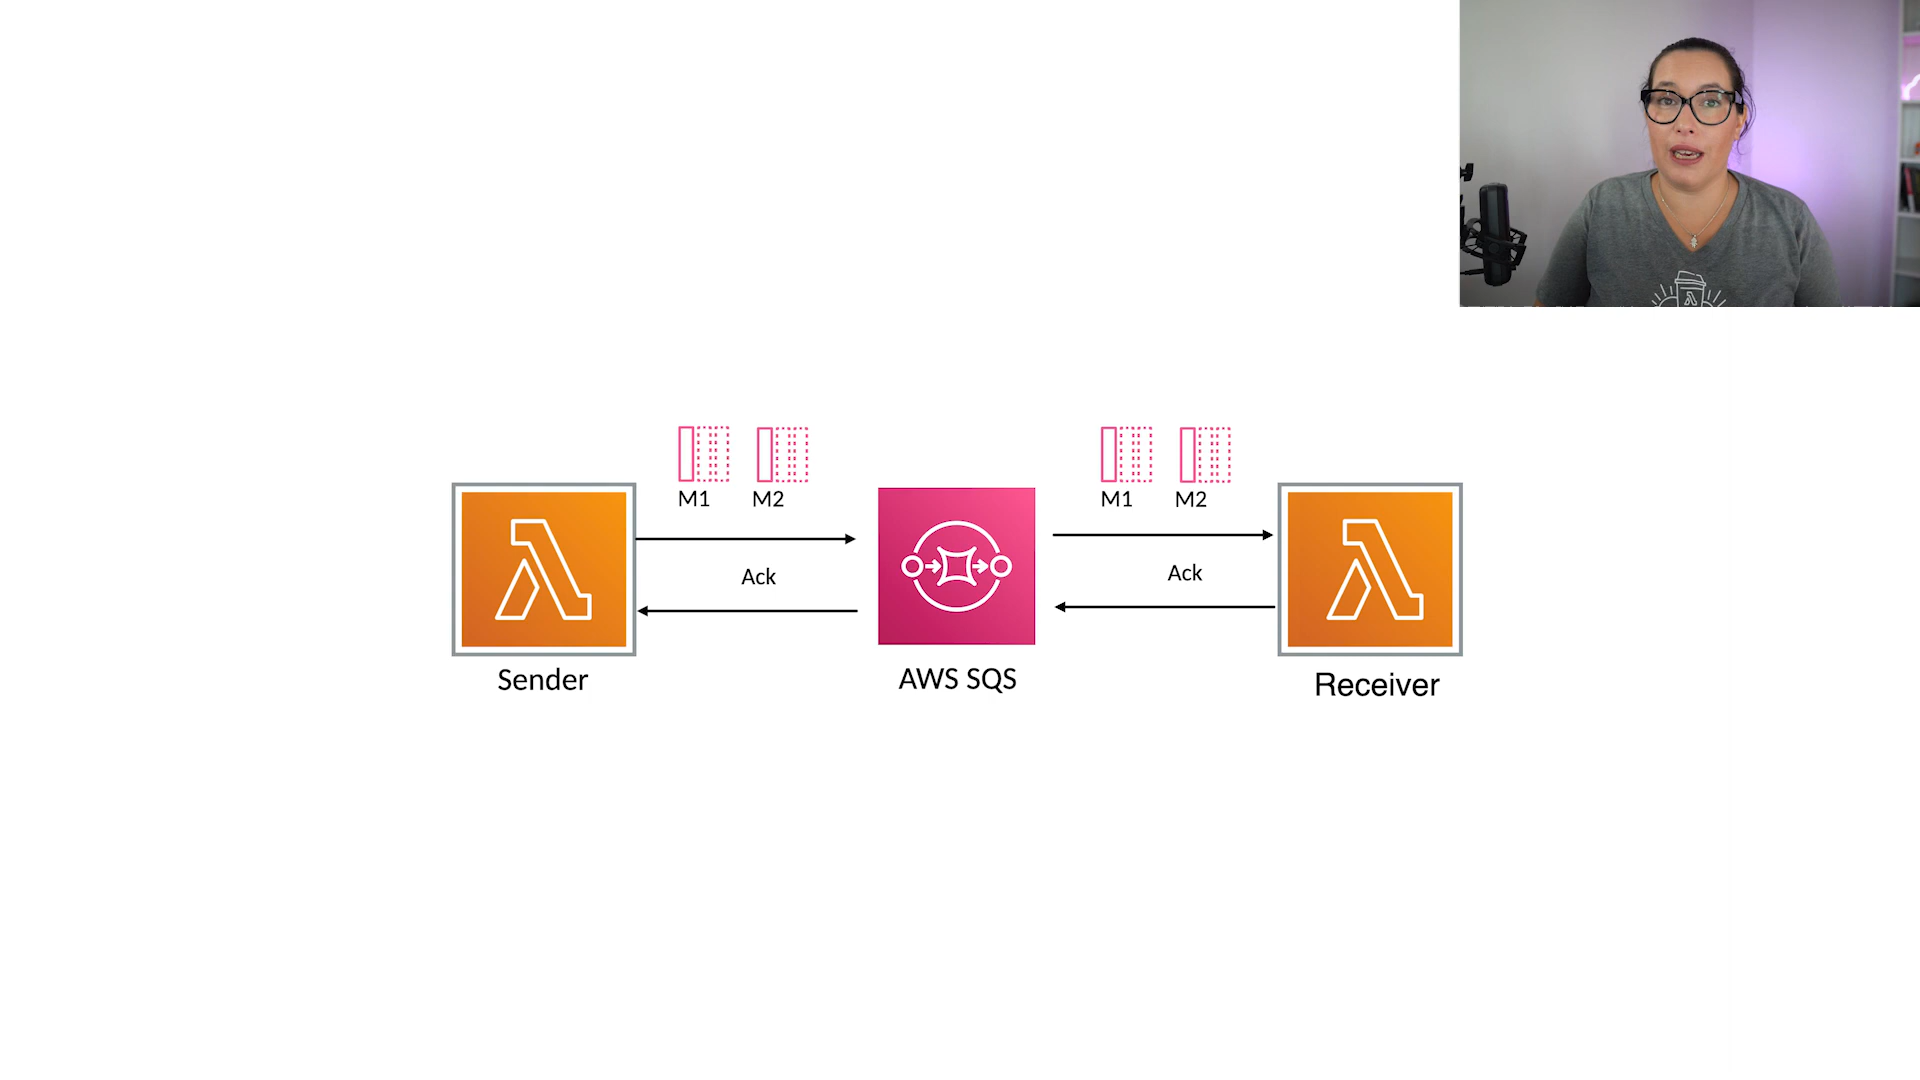 M1 M2
M1 M2
Ack
Ack
Sender
AWS SQS
Receiver